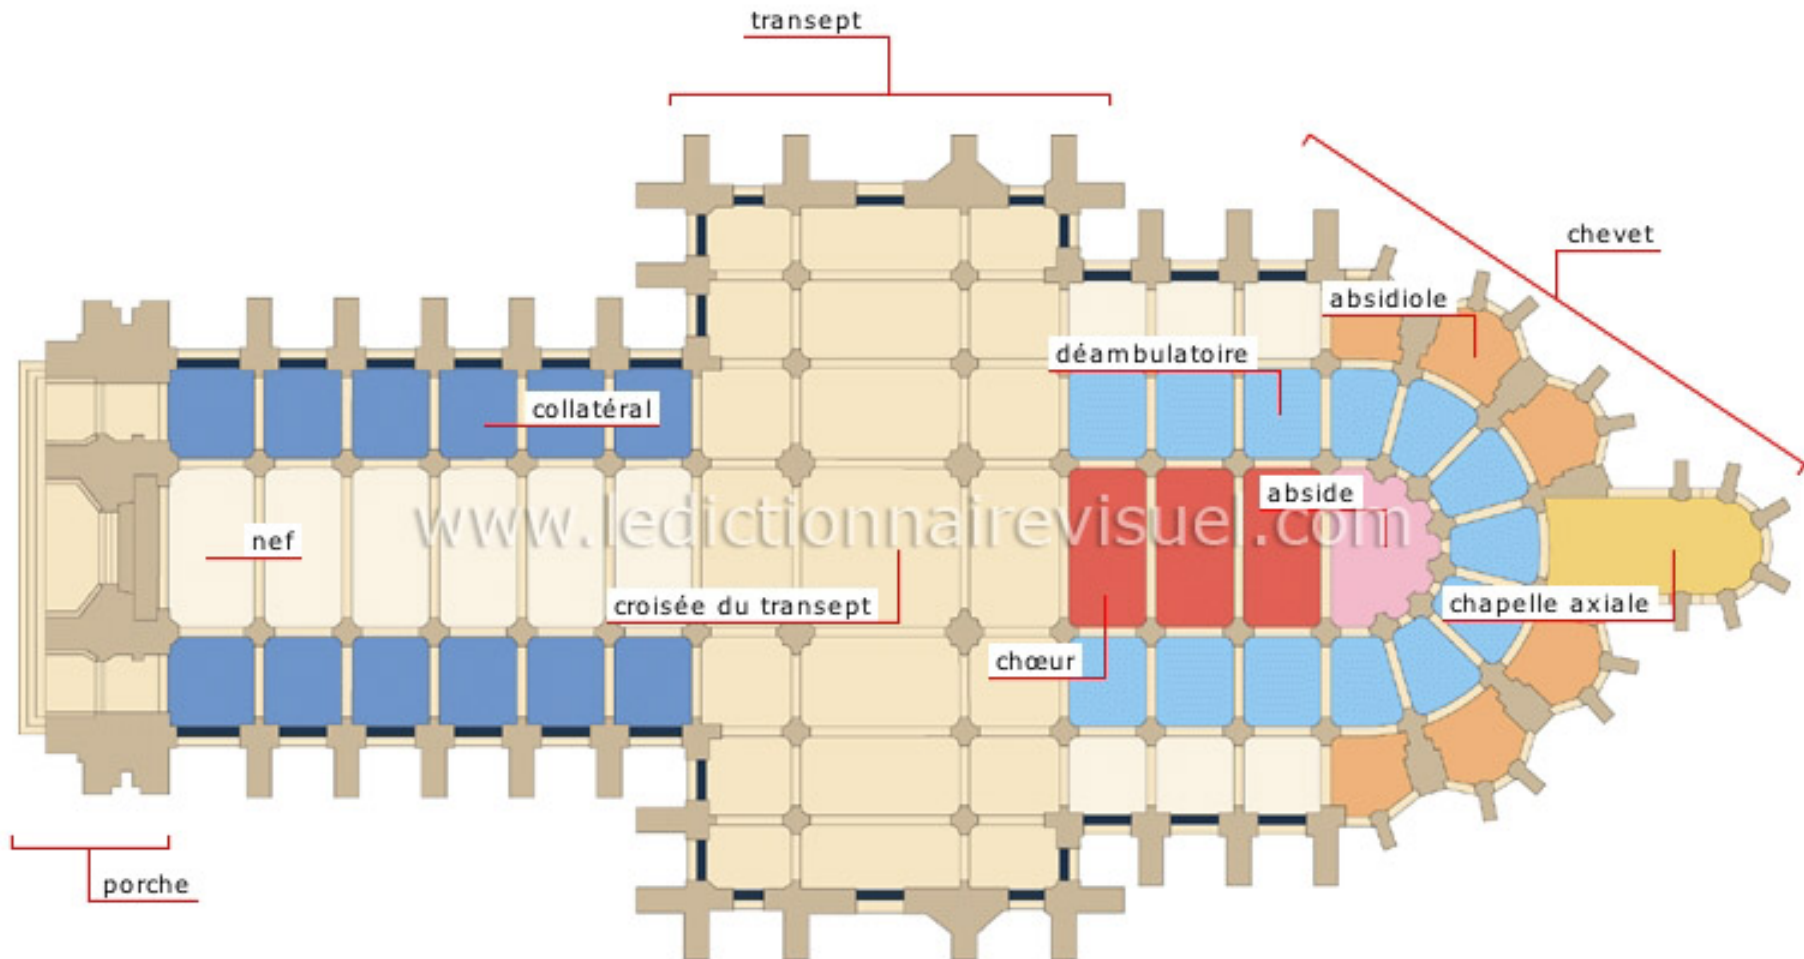 transept
chevet
absidiole
déambulatoire
collatéral
abside
www.ledictionnairevisuel.com
nef
croisée du transept
chapelle axiale
chœur
porche